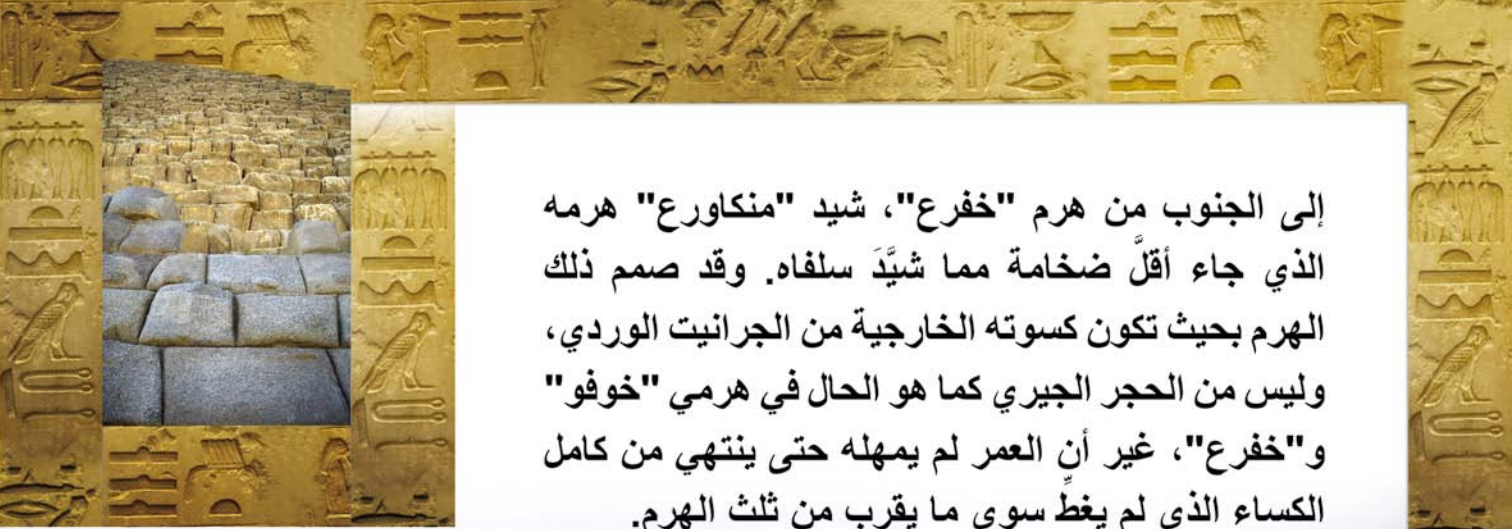 إلى الجنوب من هرم "خفرع"، شيد "منكاورع" هرمه
الذي جاء أقلَّ ضخامة مما شيَّدَ سلفاه. وقد صمم ذلك
الهرم بحيث تكون كسوته الخارجية من الجرانيت الوردي،
وليس من الحجر الجيري كما هو الحال في هرمي "خوفو"
و"خفرع"، غير أن العمر لم يمهله حتى ينتهي من كامل
الكساء الذي لم يغطِّ سوى ما يقرب من ثلث الهرم.